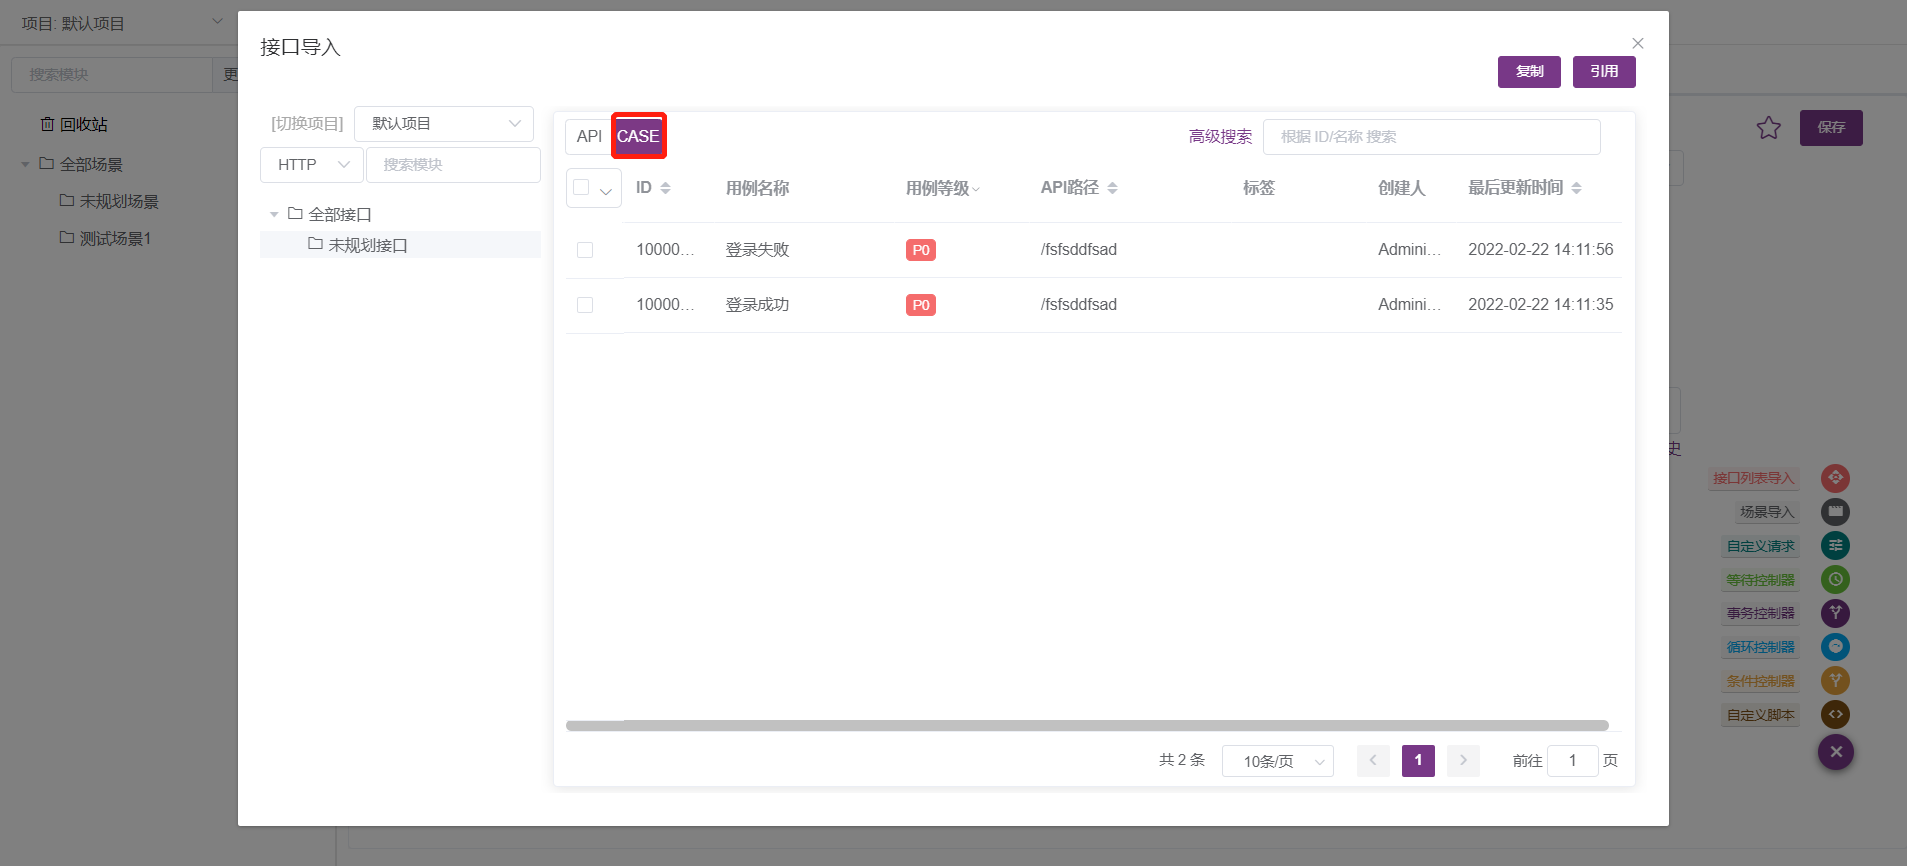 项目: 默认项目
搜索模块
更
回收站
全部场景
未规划场景
测试场景1
接口导入
复制
引用
[切换项目]
默认项目
HTTP
搜索模块
全部接口
未规划接口
API
CASE
高级搜索
根据 ID/名称 搜索
ID 用例名称 用例等级 API路径 标签 创建人 最后更新时间
10000... 登录失败 P0 /fsfsddfsad Admini... 2022-02-22 14:11:56
10000... 登录成功 P0 /fsfsddfsad Admini... 2022-02-22 14:11:35
共 2 条 10条/页 1 前往 1 页
保存
史
接口列表导入
场景导入
自定义请求
等待控制器
事务控制器
循环控制器
条件控制器
自定义脚本